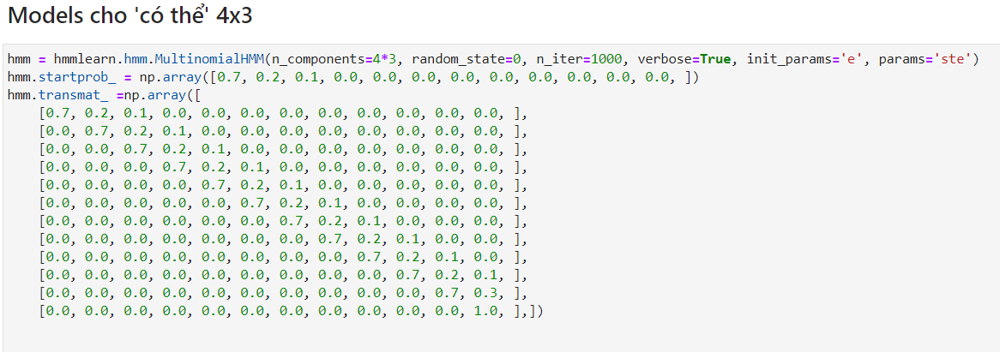 Models cho 'có thể' 4x3
hmm = hmmlearn.hmm.MultinomialHMM(n_components=4*3, random_state=0, n_iter=1000, verbose=True, init_params='e', params='ste')
hmm.startprob_ = np.array([0.7, 0.2, 0.1, 0.0, 0.0, 0.0, 0.0, 0.0, 0.0, 0.0, 0.0, 0.0, ])
hmm.transmat_ =np.array([
    [0.7, 0.2, 0.1, 0.0, 0.0, 0.0, 0.0, 0.0, 0.0, 0.0, 0.0, 0.0, ],
    [0.0, 0.7, 0.2, 0.1, 0.0, 0.0, 0.0, 0.0, 0.0, 0.0, 0.0, 0.0, ],
    [0.0, 0.0, 0.7, 0.2, 0.1, 0.0, 0.0, 0.0, 0.0, 0.0, 0.0, 0.0, ],
    [0.0, 0.0, 0.0, 0.7, 0.2, 0.1, 0.0, 0.0, 0.0, 0.0, 0.0, 0.0, ],
    [0.0, 0.0, 0.0, 0.0, 0.7, 0.2, 0.1, 0.0, 0.0, 0.0, 0.0, 0.0, ],
    [0.0, 0.0, 0.0, 0.0, 0.0, 0.7, 0.2, 0.1, 0.0, 0.0, 0.0, 0.0, ],
    [0.0, 0.0, 0.0, 0.0, 0.0, 0.0, 0.7, 0.2, 0.1, 0.0, 0.0, 0.0, ],
    [0.0, 0.0, 0.0, 0.0, 0.0, 0.0, 0.0, 0.7, 0.2, 0.1, 0.0, 0.0, ],
    [0.0, 0.0, 0.0, 0.0, 0.0, 0.0, 0.0, 0.0, 0.7, 0.2, 0.1, 0.0, ],
    [0.0, 0.0, 0.0, 0.0, 0.0, 0.0, 0.0, 0.0, 0.0, 0.7, 0.2, 0.1, ],
    [0.0, 0.0, 0.0, 0.0, 0.0, 0.0, 0.0, 0.0, 0.0, 0.0, 0.7, 0.3, ],
    [0.0, 0.0, 0.0, 0.0, 0.0, 0.0, 0.0, 0.0, 0.0, 0.0, 0.0, 1.0, ],])